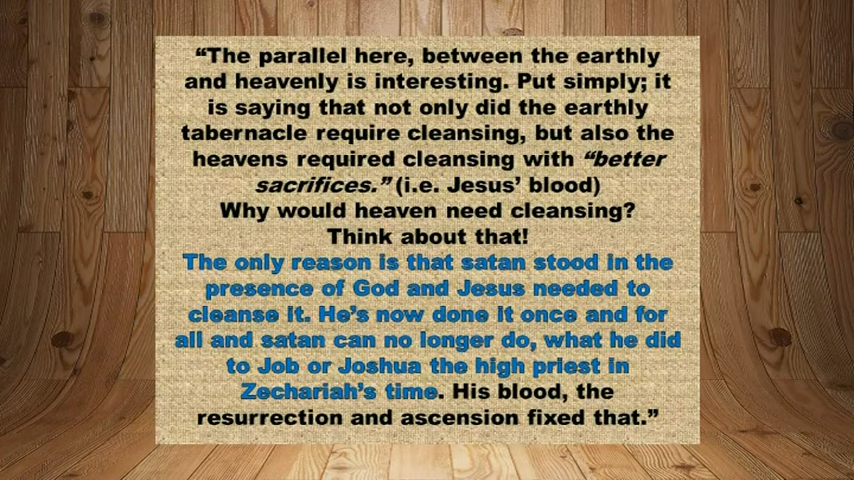 “The parallel here, between the earthly
and heavenly is interesting. Put simply; it
is saying that not only did the earthly
tabernacle require cleansing, but also the
heavens required cleansing with “better
sacrifices.” (i.e. Jesus’ blood)
Why would heaven need cleansing?
Think about that!
The only reason is that satan stood in the
presence of God and Jesus needed to
cleanse it. He’s now done it once and for
all and satan can no longer do, what he did
to Job or Joshua the high priest in
Zechariah’s time. His blood, the
resurrection and ascension fixed that.”